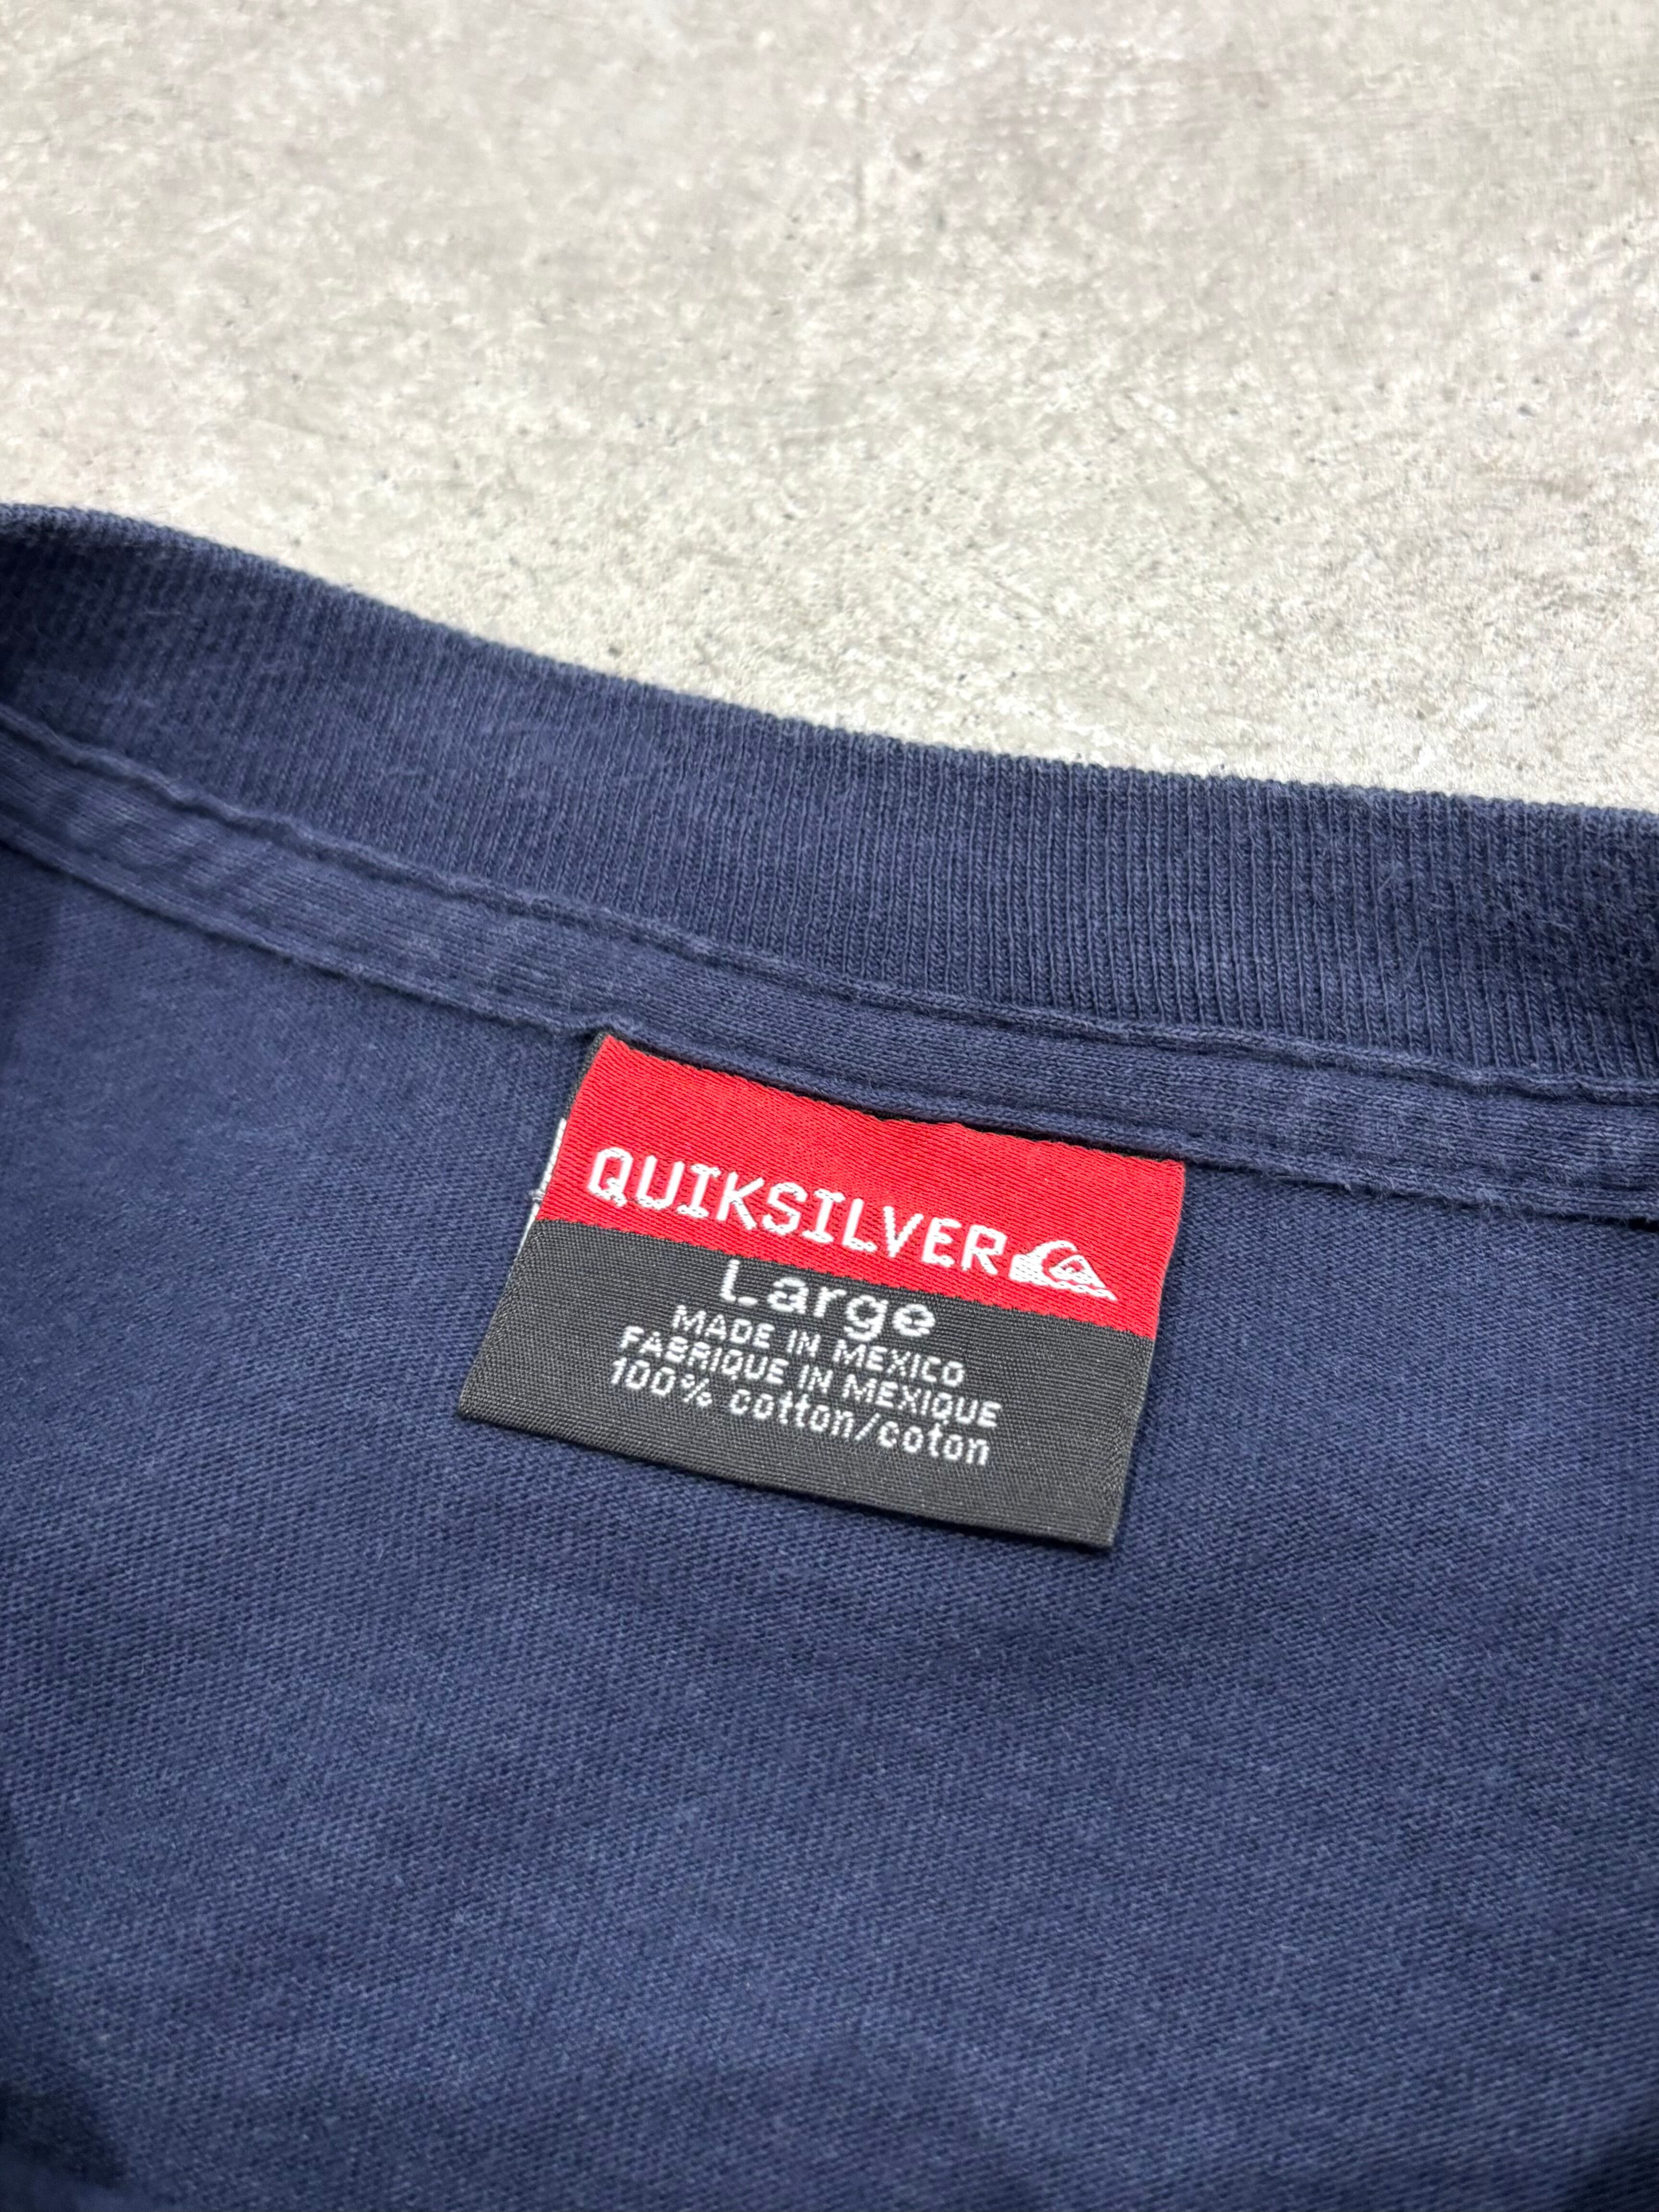 QUIKSILVER
Large
MADE IN MEXICO
FABRIQUE IN MEXIQUE
100% cotton/coton